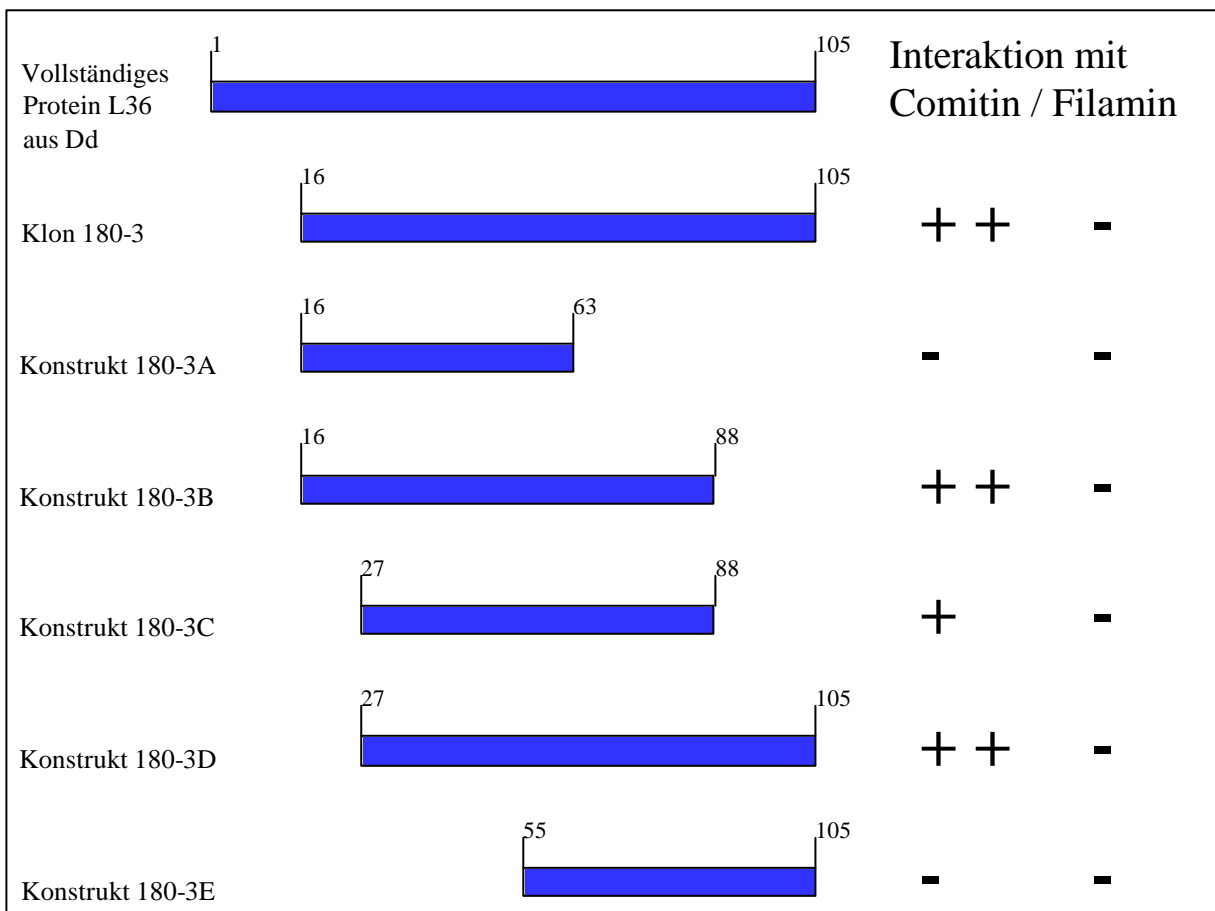 1 105
Interaktion mit
Comitin / Filamin
Vollständiges
Protein L36
aus Dd
16 105
Klon 180-3 + + -
16 63
Konstrukt 180-3A - -
16 88
Konstrukt 180-3B + + -
27 88
Konstrukt 180-3C + -
27 105
Konstrukt 180-3D + + -
55 105
Konstrukt 180-3E - -